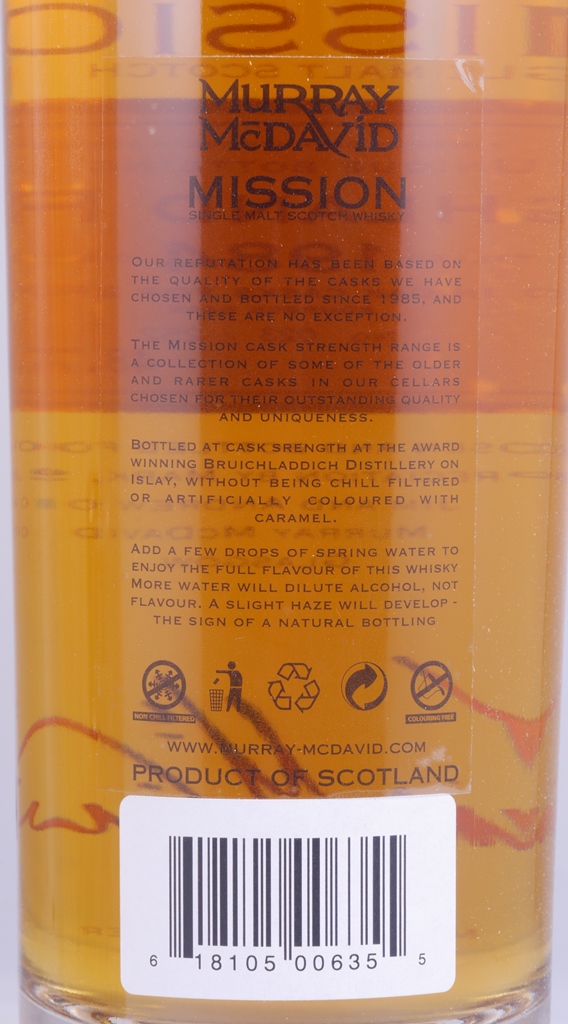 MURRAY
McDAVID
MISSION
SINGLE MALT SCOTCH WHISKY
OUR REPUTATION HAS BEEN BASED ON
THE QUALITY OF THE CASKS WE HAVE
CHOSEN AND BOTTLED SINCE 1985, AND
THESE ARE NO EXCEPTION.
THE MISSION CASK STRENGTH RANGE IS
A COLLECTION OF SOME OF THE OLDER
AND RARER CASKS IN OUR CELLARS
CHOSEN FOR THEIR OUTSTANDING QUALITY
AND UNIQUENESS.
BOTTLED AT CASK SRENGTH AT THE AWARD
WINNING BRUICHLADDICH DISTILLERY ON
ISLAY, WITHOUT BEING CHILL FILTERED
OR ARTIFICIALLY COLOURED WITH
CARAMEL.
ADD A FEW DROPS OF SPRING WATER TO
ENJOY THE FULL FLAVOUR OF THIS WHISKY
MORE WATER WILL DILUTE ALCOHOL, NOT
FLAVOUR. A SLIGHT HAZE WILL DEVELOP -
THE SIGN OF A NATURAL BOTTLING
NON CHILL FILTERED
COLOURING FREE
WWW.MURRAY-MCDAVID.COM
PRODUCT OF SCOTLAND
6 18105 00635 5